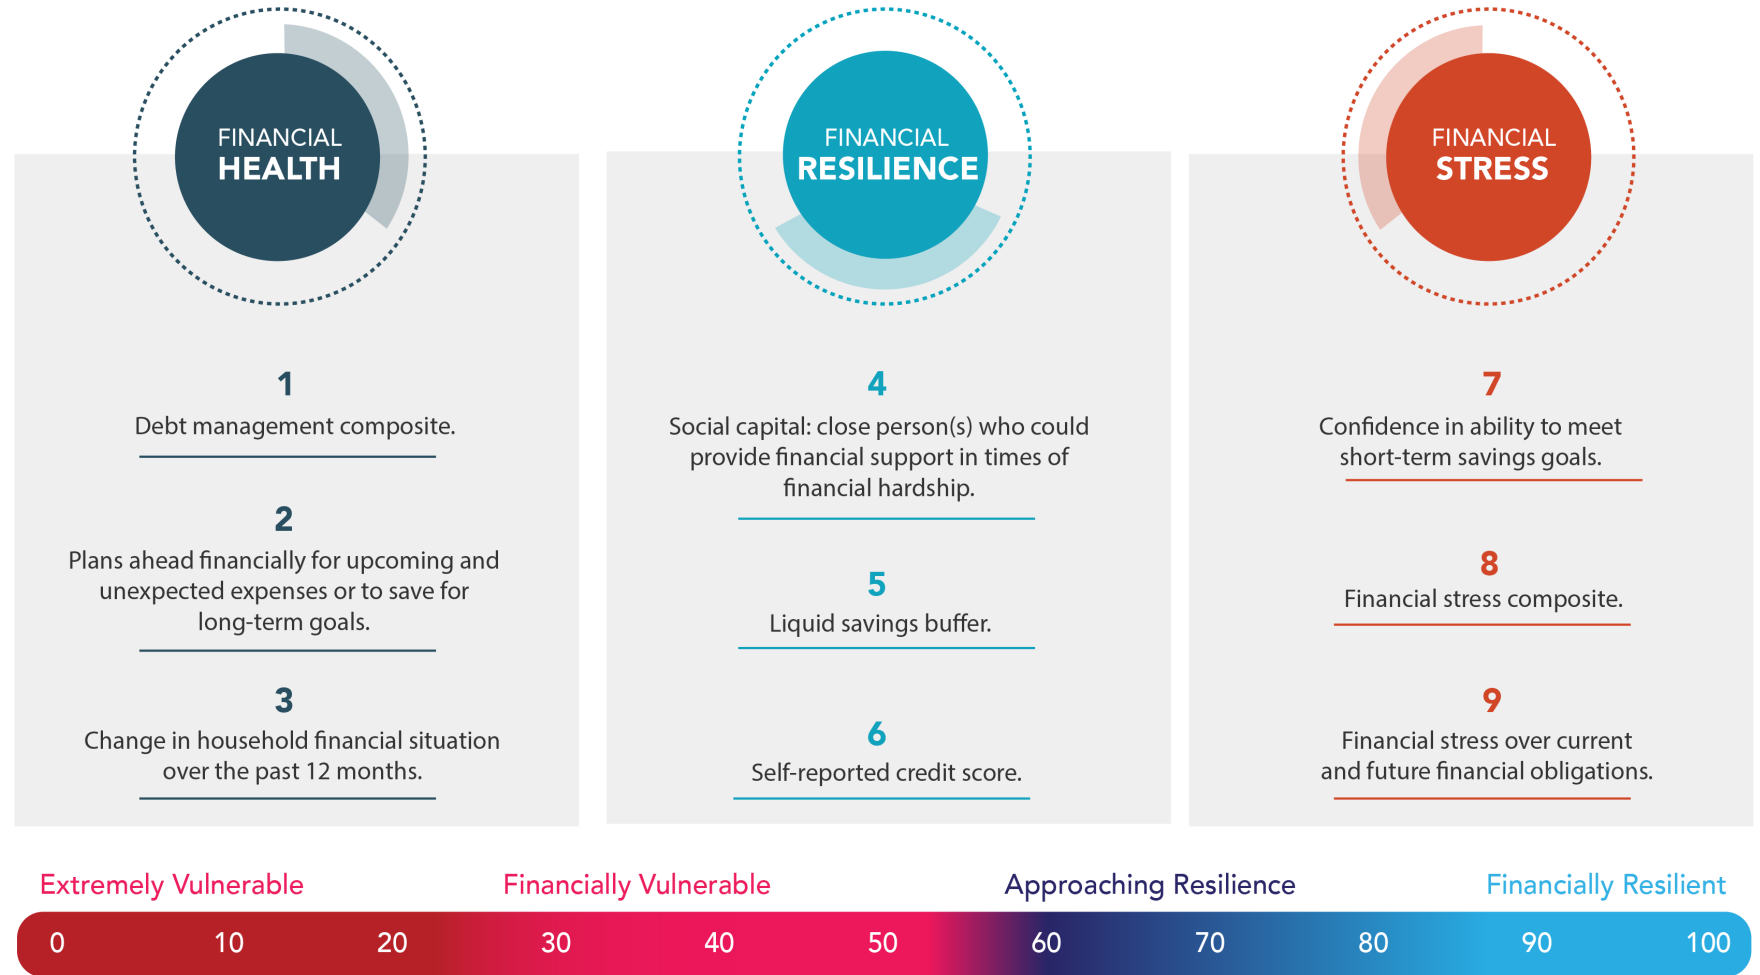 FINANCIAL
HEALTH
1
Debt management composite.
2
Plans ahead financially for upcoming and
unexpected expenses or to save for
long-term goals.
3
Change in household financial situation
over the past 12 months.
FINANCIAL
RESILIENCE
4
Social capital: close person(s) who could
provide financial support in times of
financial hardship.
5
Liquid savings buffer.
6
Self-reported credit score.
FINANCIAL
STRESS
7
Confidence in ability to meet
short-term savings goals.
8
Financial stress composite.
9
Financial stress over current
and future financial obligations.
Extremely Vulnerable Financially Vulnerable Approaching Resilience Financially Resilient
0 10 20 30 40 50 60 70 80 90 100